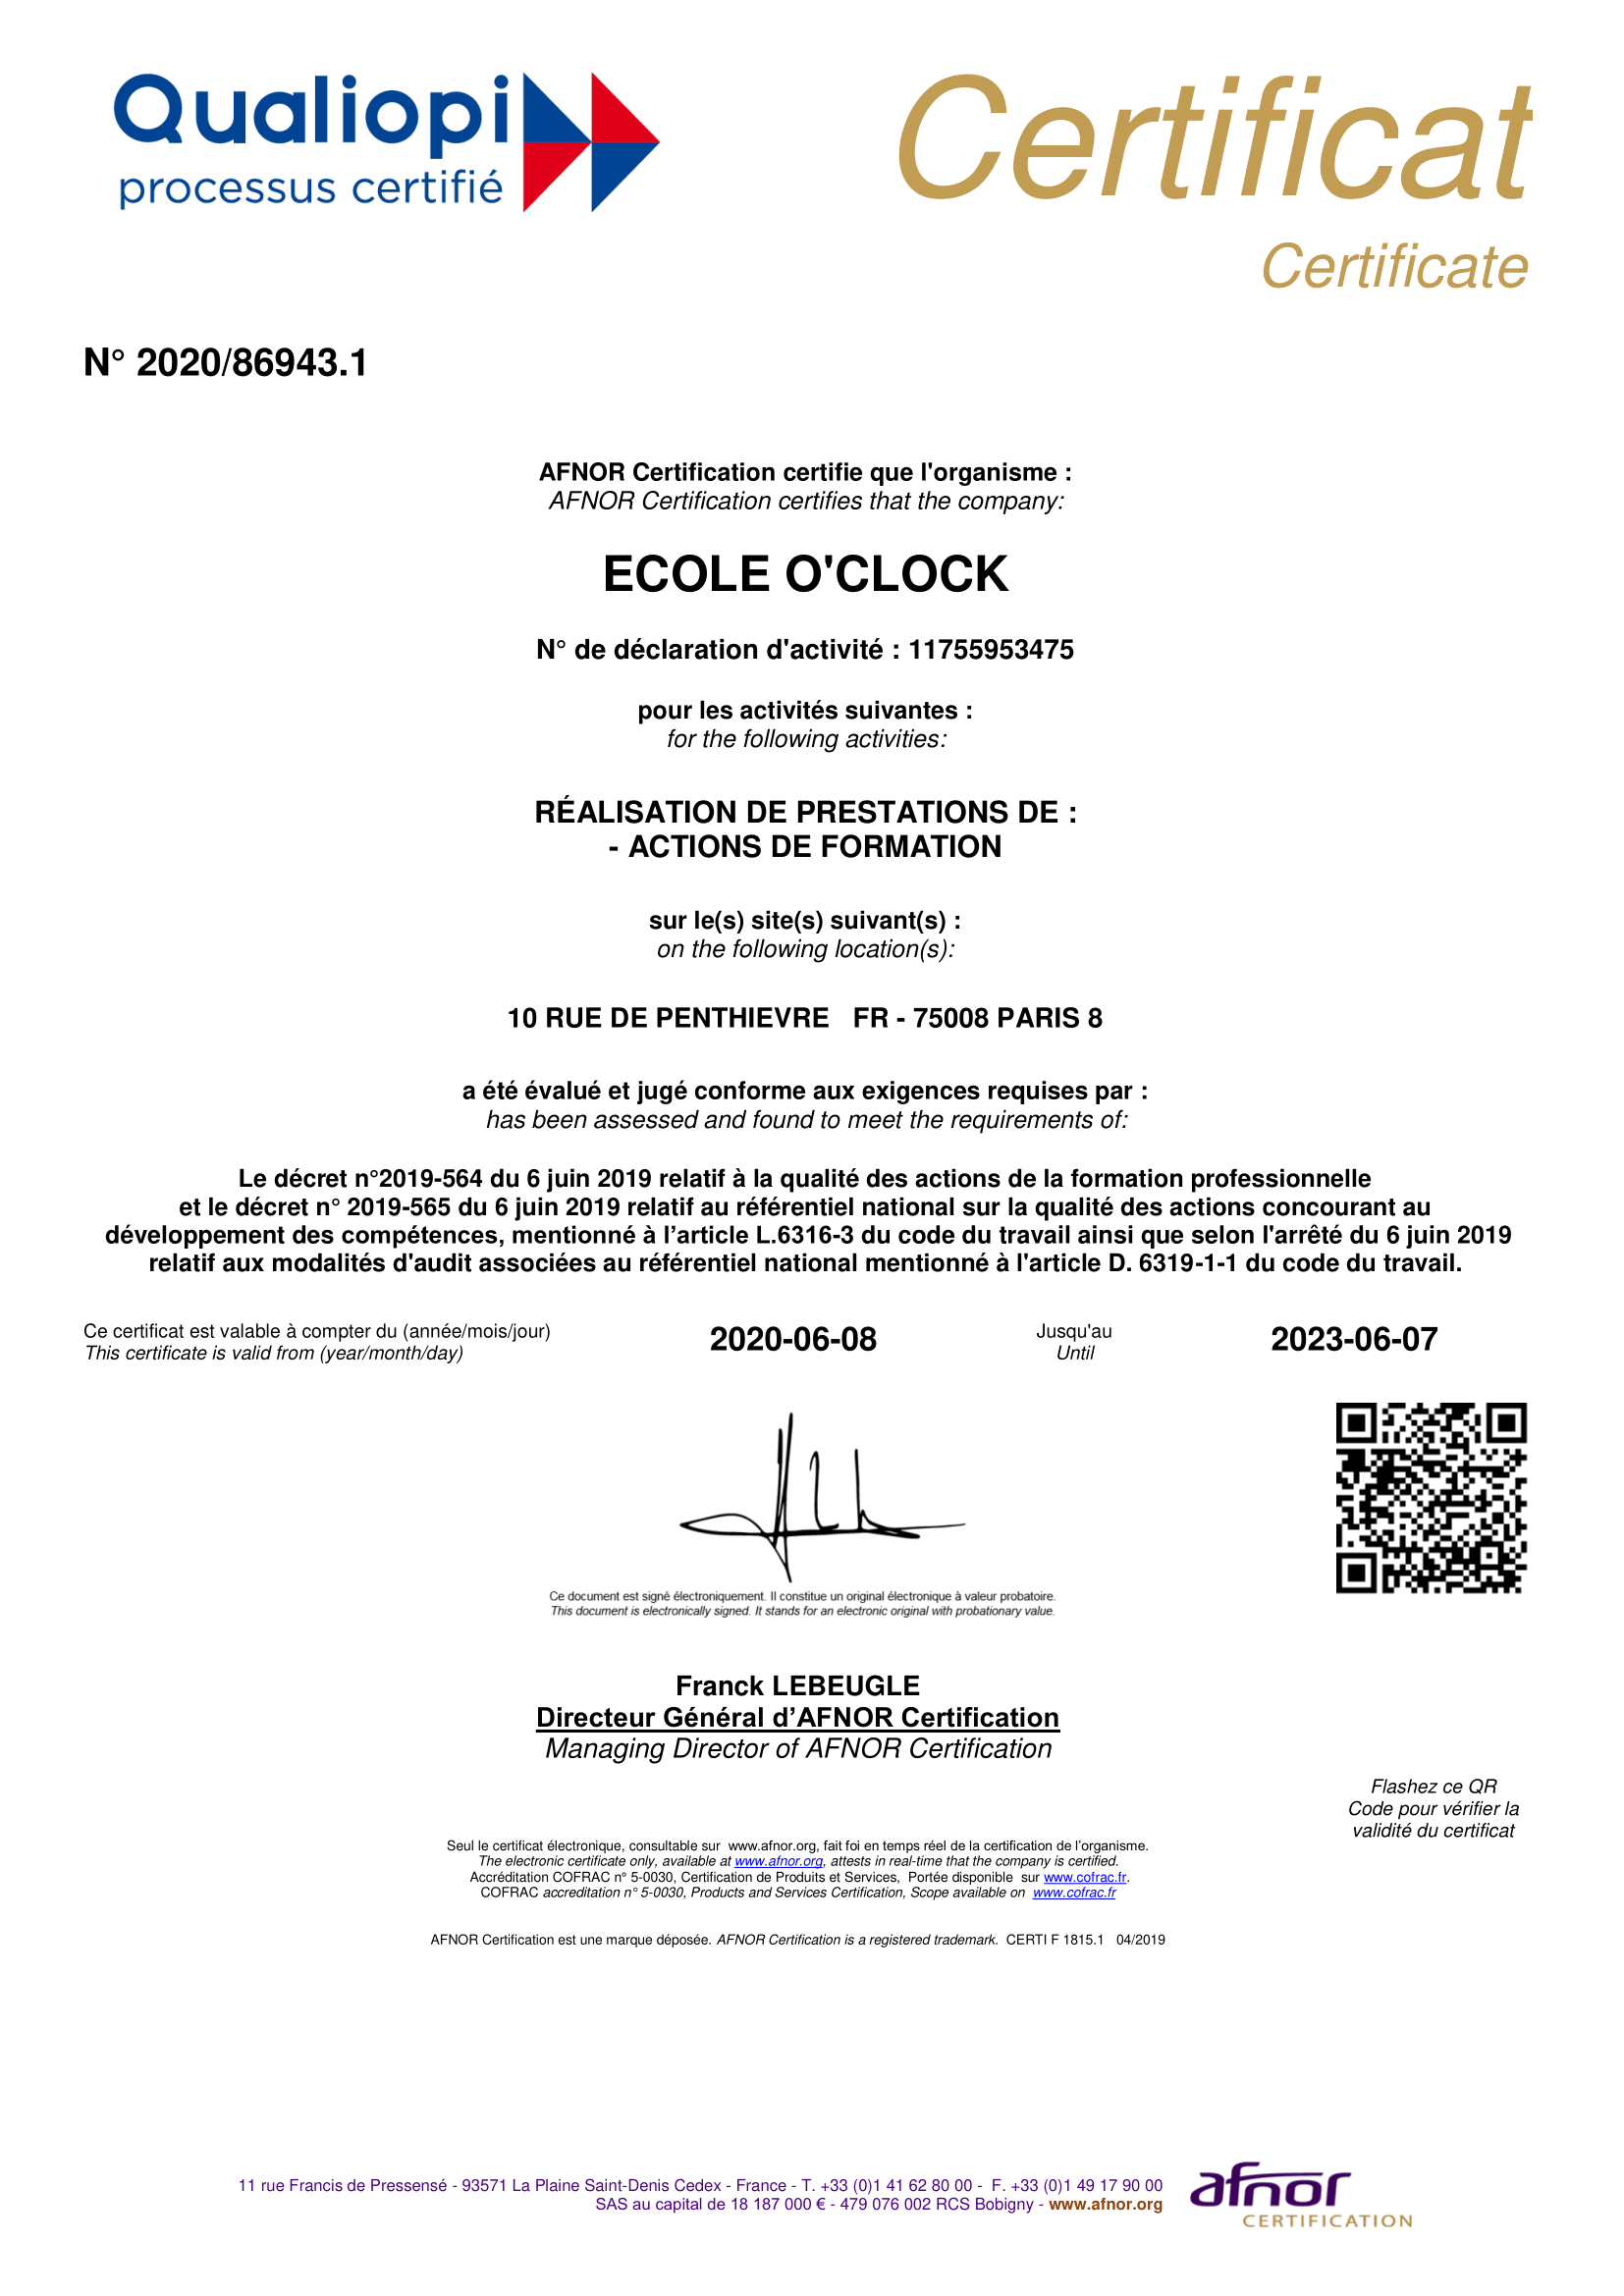 Qualiopi
processus certifié
Certificat
Certificate
N° 2020/86943.1
AFNOR Certification certifie que l'organisme :
AFNOR Certification certifies that the company:
ECOLE O'CLOCK
N° de déclaration d'activité : 11755953475
pour les activités suivantes :
for the following activities:
RÉALISATION DE PRESTATIONS DE :
- ACTIONS DE FORMATION
sur le(s) site(s) suivant(s) :
on the following location(s):
10 RUE DE PENTHIEVRE   FR - 75008 PARIS 8
a été évalué et jugé conforme aux exigences requises par :
has been assessed and found to meet the requirements of:
Le décret n°2019-564 du 6 juin 2019 relatif à la qualité des actions de la formation professionnelle
et le décret n° 2019-565 du 6 juin 2019 relatif au référentiel national sur la qualité des actions concourant au
développement des compétences, mentionné à l’article L.6316-3 du code du travail ainsi que selon l'arrêté du 6 juin 2019
relatif aux modalités d'audit associées au référentiel national mentionné à l'article D. 6319-1-1 du code du travail.
Ce certificat est valable à compter du (année/mois/jour) 2020-06-08 Jusqu'au 2023-06-07
This certificate is valid from (year/month/day) Until
Ce document est signé électroniquement. Il constitue un original électronique à valeur probatoire.
This document is electronically signed. It stands for an electronic original with probationary value.
Franck LEBEUGLE
Directeur Général d’AFNOR Certification
Managing Director of AFNOR Certification
Flashez ce QR
Code pour vérifier la
validité du certificat
Seul le certificat électronique, consultable sur  www.afnor.org, fait foi en temps réel de la certification de l’organisme.
The electronic certificate only, available at www.afnor.org, attests in real-time that the company is certified.
Accréditation COFRAC n° 5-0030, Certification de Produits et Services,  Portée disponible  sur www.cofrac.fr.
COFRAC accreditation n° 5-0030, Products and Services Certification, Scope available on  www.cofrac.fr
AFNOR Certification est une marque déposée. AFNOR Certification is a registered trademark.  CERTI F 1815.1   04/2019
11 rue Francis de Pressensé - 93571 La Plaine Saint-Denis Cedex - France - T. +33 (0)1 41 62 80 00 -  F. +33 (0)1 49 17 90 00
SAS au capital de 18 187 000 € - 479 076 002 RCS Bobigny - www.afnor.org
afnor
CERTIFICATION